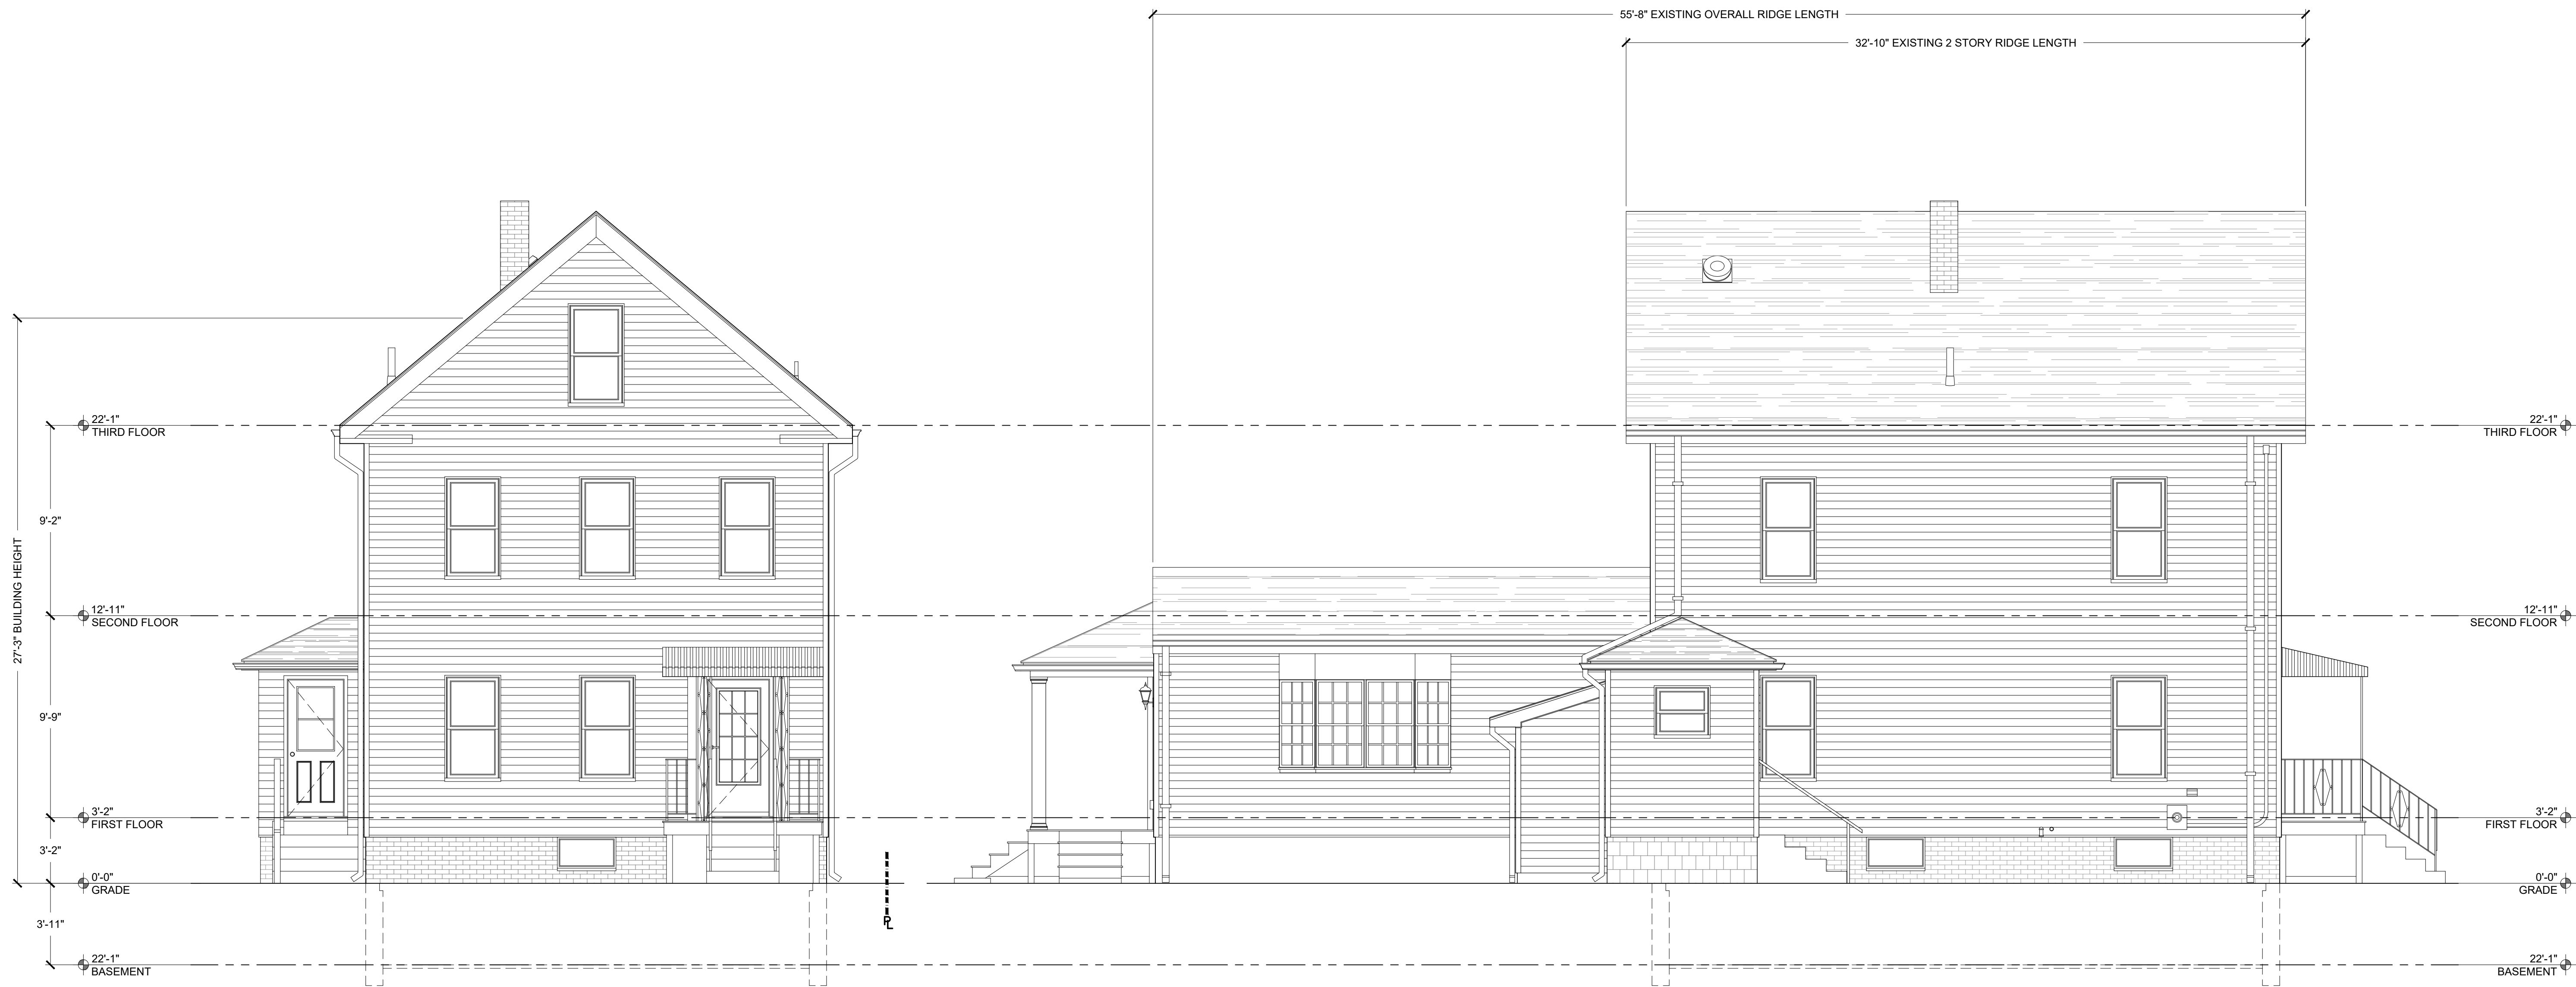 55'-8" EXISTING OVERALL RIDGE LENGTH
32'-10" EXISTING 2 STORY RIDGE LENGTH
27'-3" BUILDING HEIGHT
22'-1"
THIRD FLOOR
22'-1"
THIRD FLOOR
9'-2"
12'-11"
SECOND FLOOR
12'-11"
SECOND FLOOR
9'-9"
3'-2"
FIRST FLOOR
3'-2"
FIRST FLOOR
3'-2"
0'-0"
GRADE
0'-0"
GRADE
PL
3'-11"
22'-1"
BASEMENT
22'-1"
BASEMENT